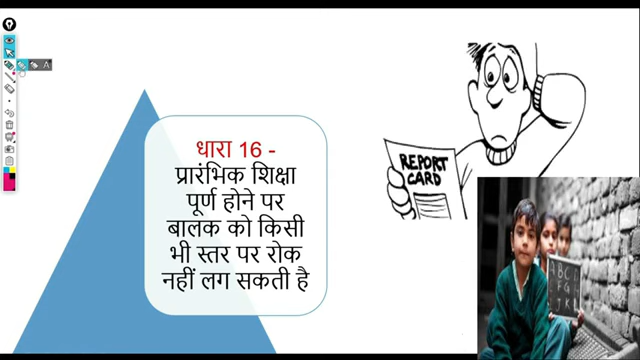 धारा 16 -
प्रारंभिक शिक्षा
पूर्ण होने पर
बालक को किसी
भी स्तर पर रोक
नहीं लग सकती है
REPORT
CARD
A